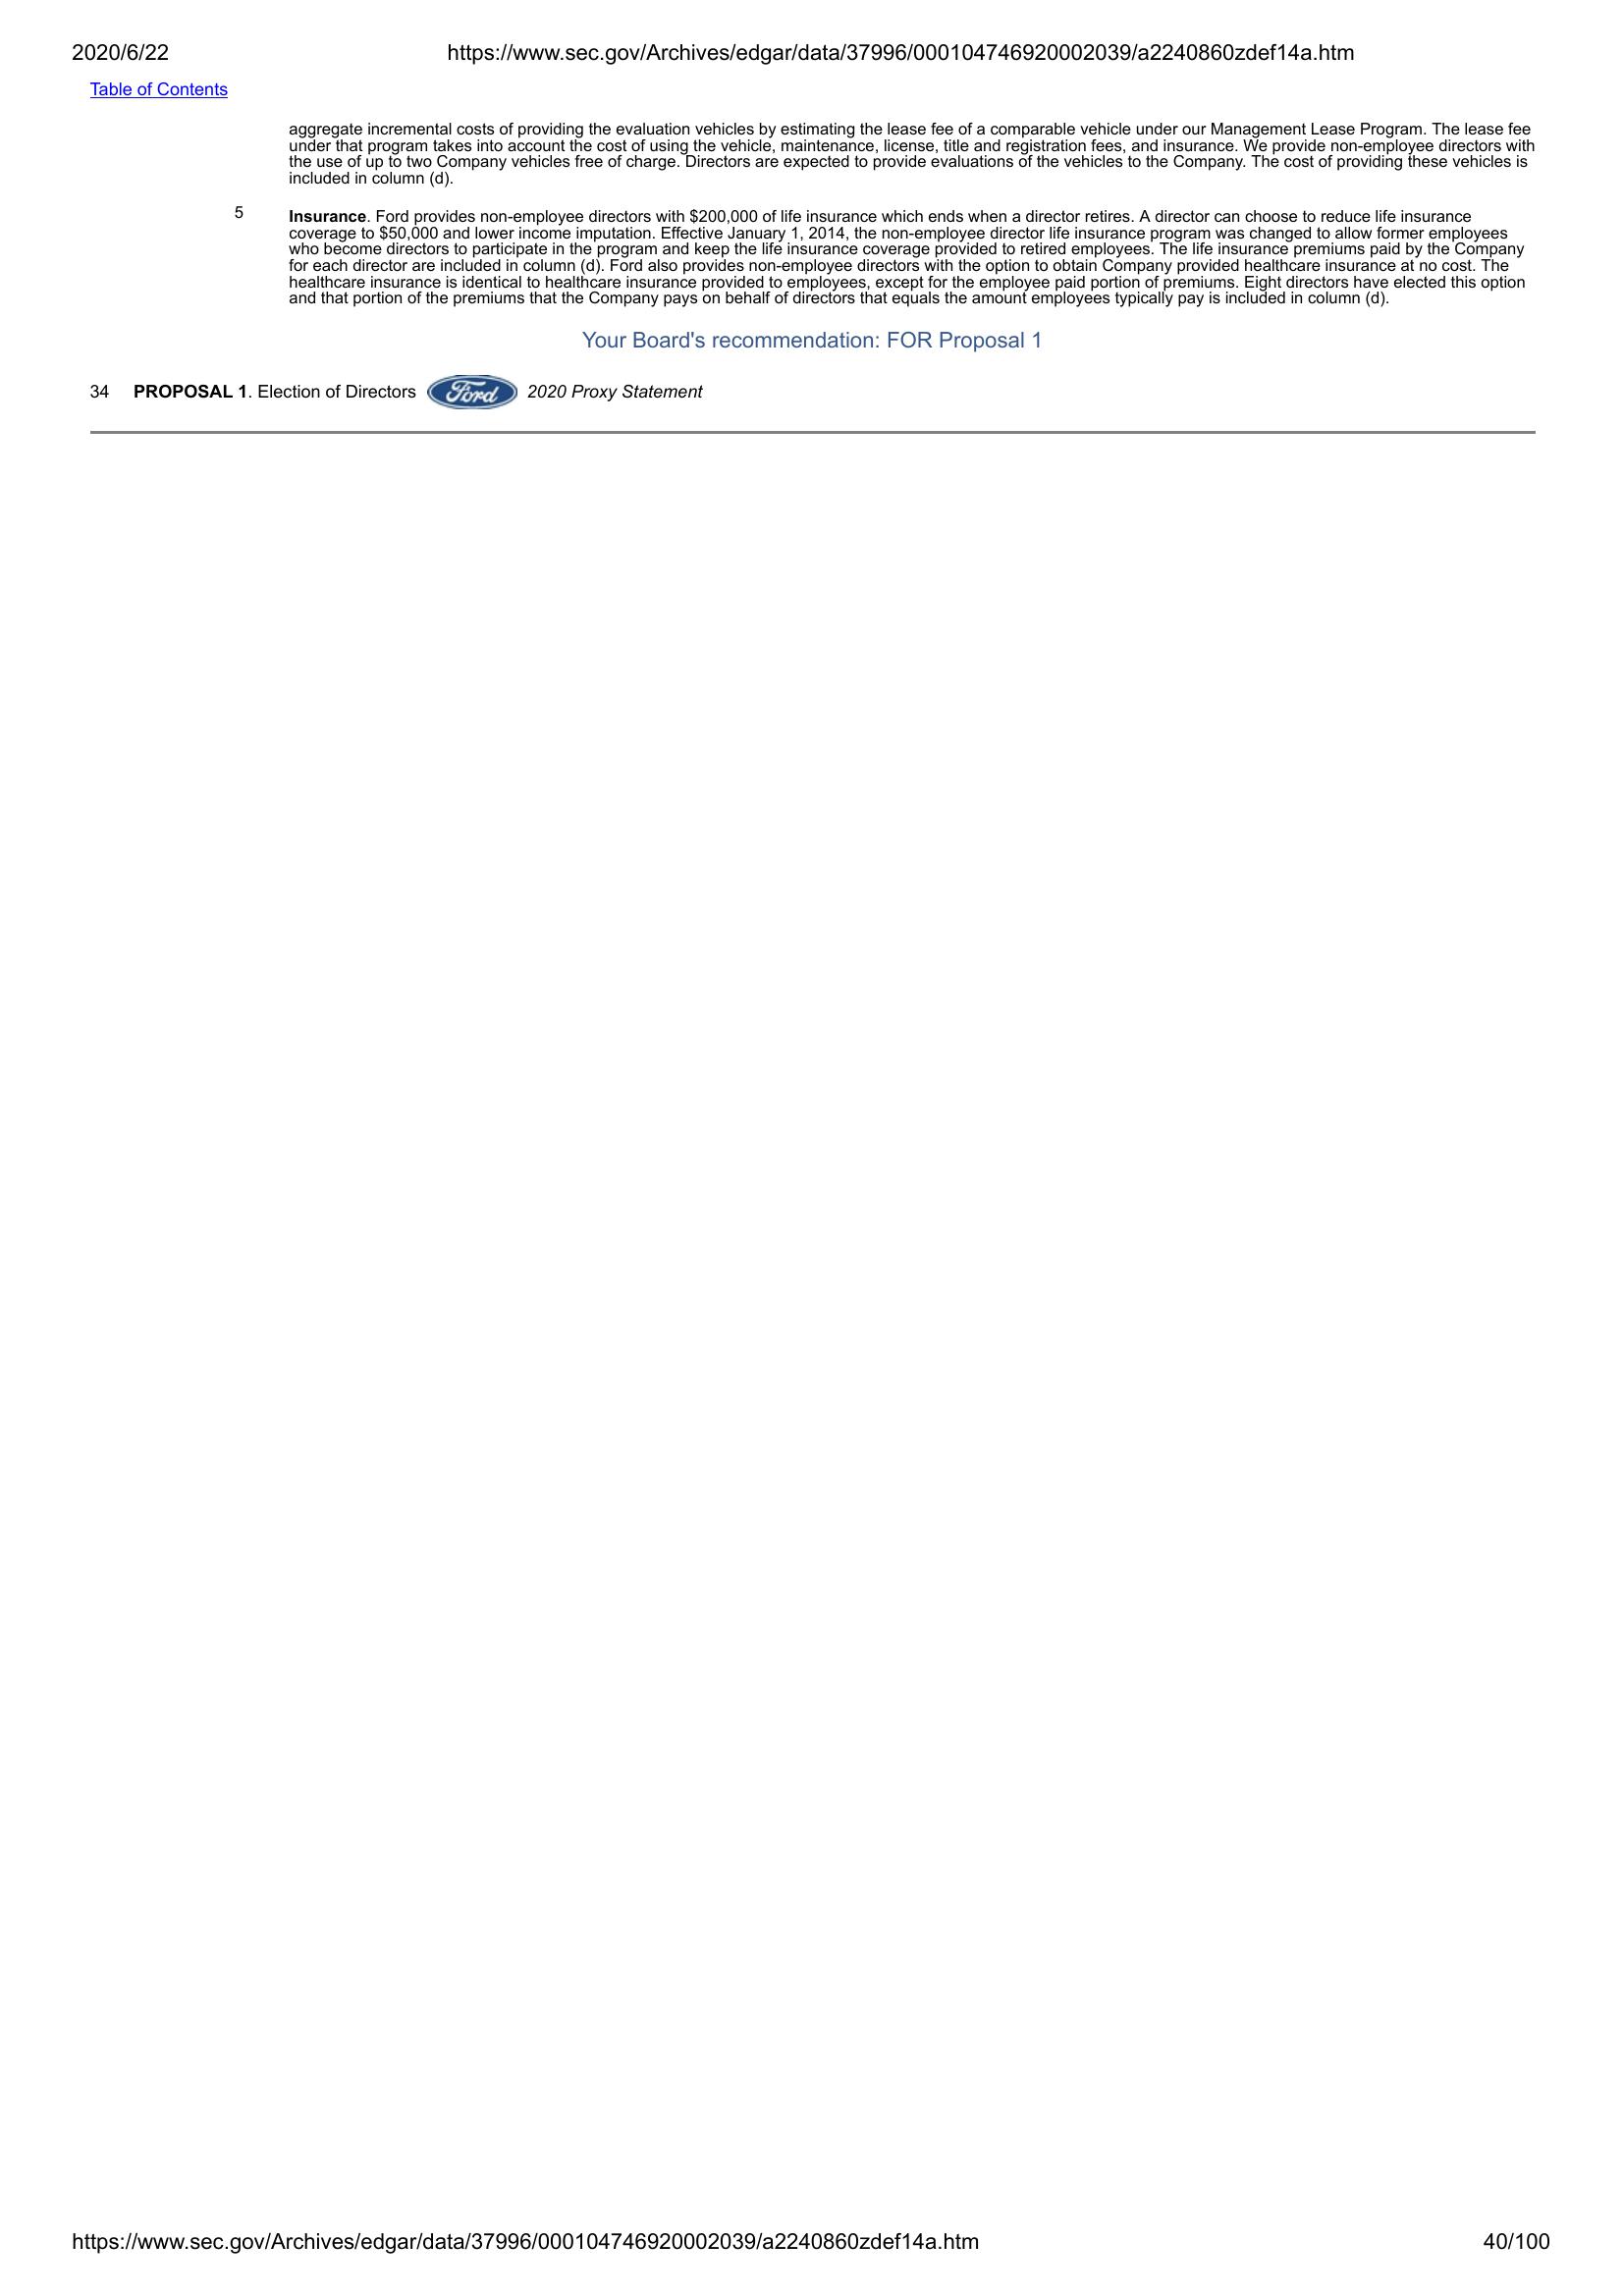 2020/6/22 https://www.sec.gov/Archives/edgar/data/37996/000104746920002039/a2240860zdef14a.htm
Table of Contents
aggregate incremental costs of providing the evaluation vehicles by estimating the lease fee of a comparable vehicle under our Management Lease Program. The lease fee
under that program takes into account the cost of using the vehicle, maintenance, license, title and registration fees, and insurance. We provide non-employee directors with
the use of up to two Company vehicles free of charge. Directors are expected to provide evaluations of the vehicles to the Company. The cost of providing these vehicles is
included in column (d).
5 Insurance. Ford provides non-employee directors with $200,000 of life insurance which ends when a director retires. A director can choose to reduce life insurance
coverage to $50,000 and lower income imputation. Effective January 1, 2014, the non-employee director life insurance program was changed to allow former employees
who become directors to participate in the program and keep the life insurance coverage provided to retired employees. The life insurance premiums paid by the Company
for each director are included in column (d). Ford also provides non-employee directors with the option to obtain Company provided healthcare insurance at no cost. The
healthcare insurance is identical to healthcare insurance provided to employees, except for the employee paid portion of premiums. Eight directors have elected this option
and that portion of the premiums that the Company pays on behalf of directors that equals the amount employees typically pay is included in column (d).
Your Board's recommendation: FOR Proposal 1
34 PROPOSAL 1. Election of Directors Ford 2020 Proxy Statement
https://www.sec.gov/Archives/edgar/data/37996/000104746920002039/a2240860zdef14a.htm 40/100